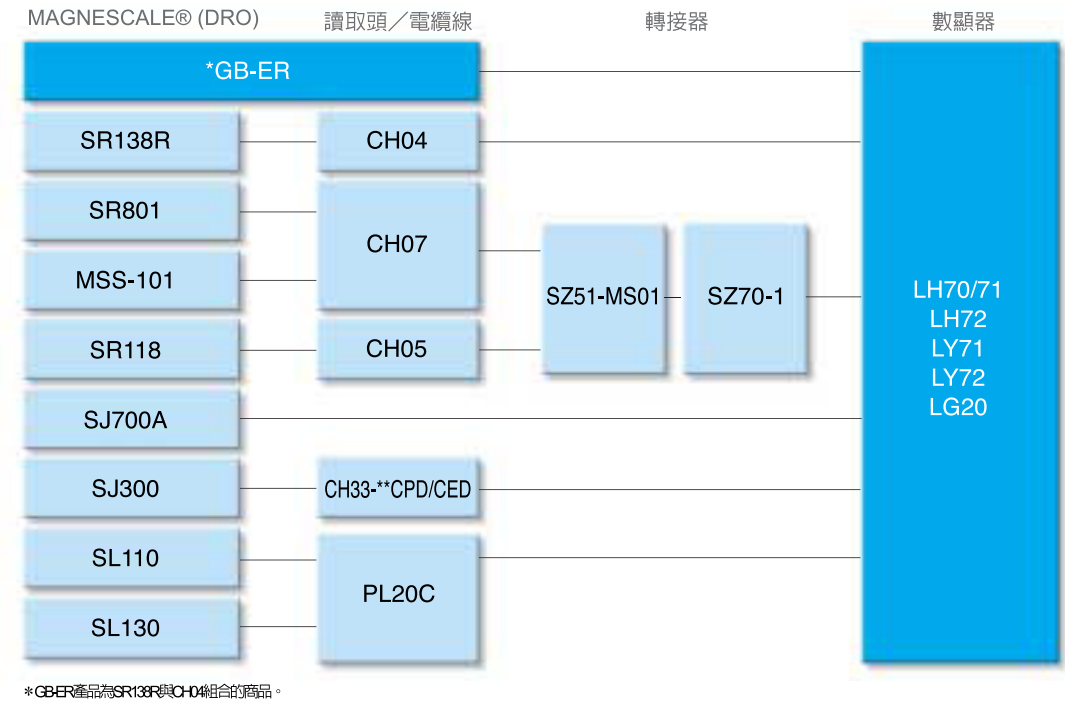 MAGNESCALE® (DRO) 讀取頭／電纜線 轉接器 數顯器
*GB-ER
SR138R CH04
SR801
CH07
MSS-101
SZ51-MS01 SZ70-1
SR118 CH05
LH70/71
LH72
LY71
LY72
LG20
SJ700A
SJ300 CH33-**CPD/CED
SL110
PL20C
SL130
*GB-ER產品為SR138R與CH04組合的商品。